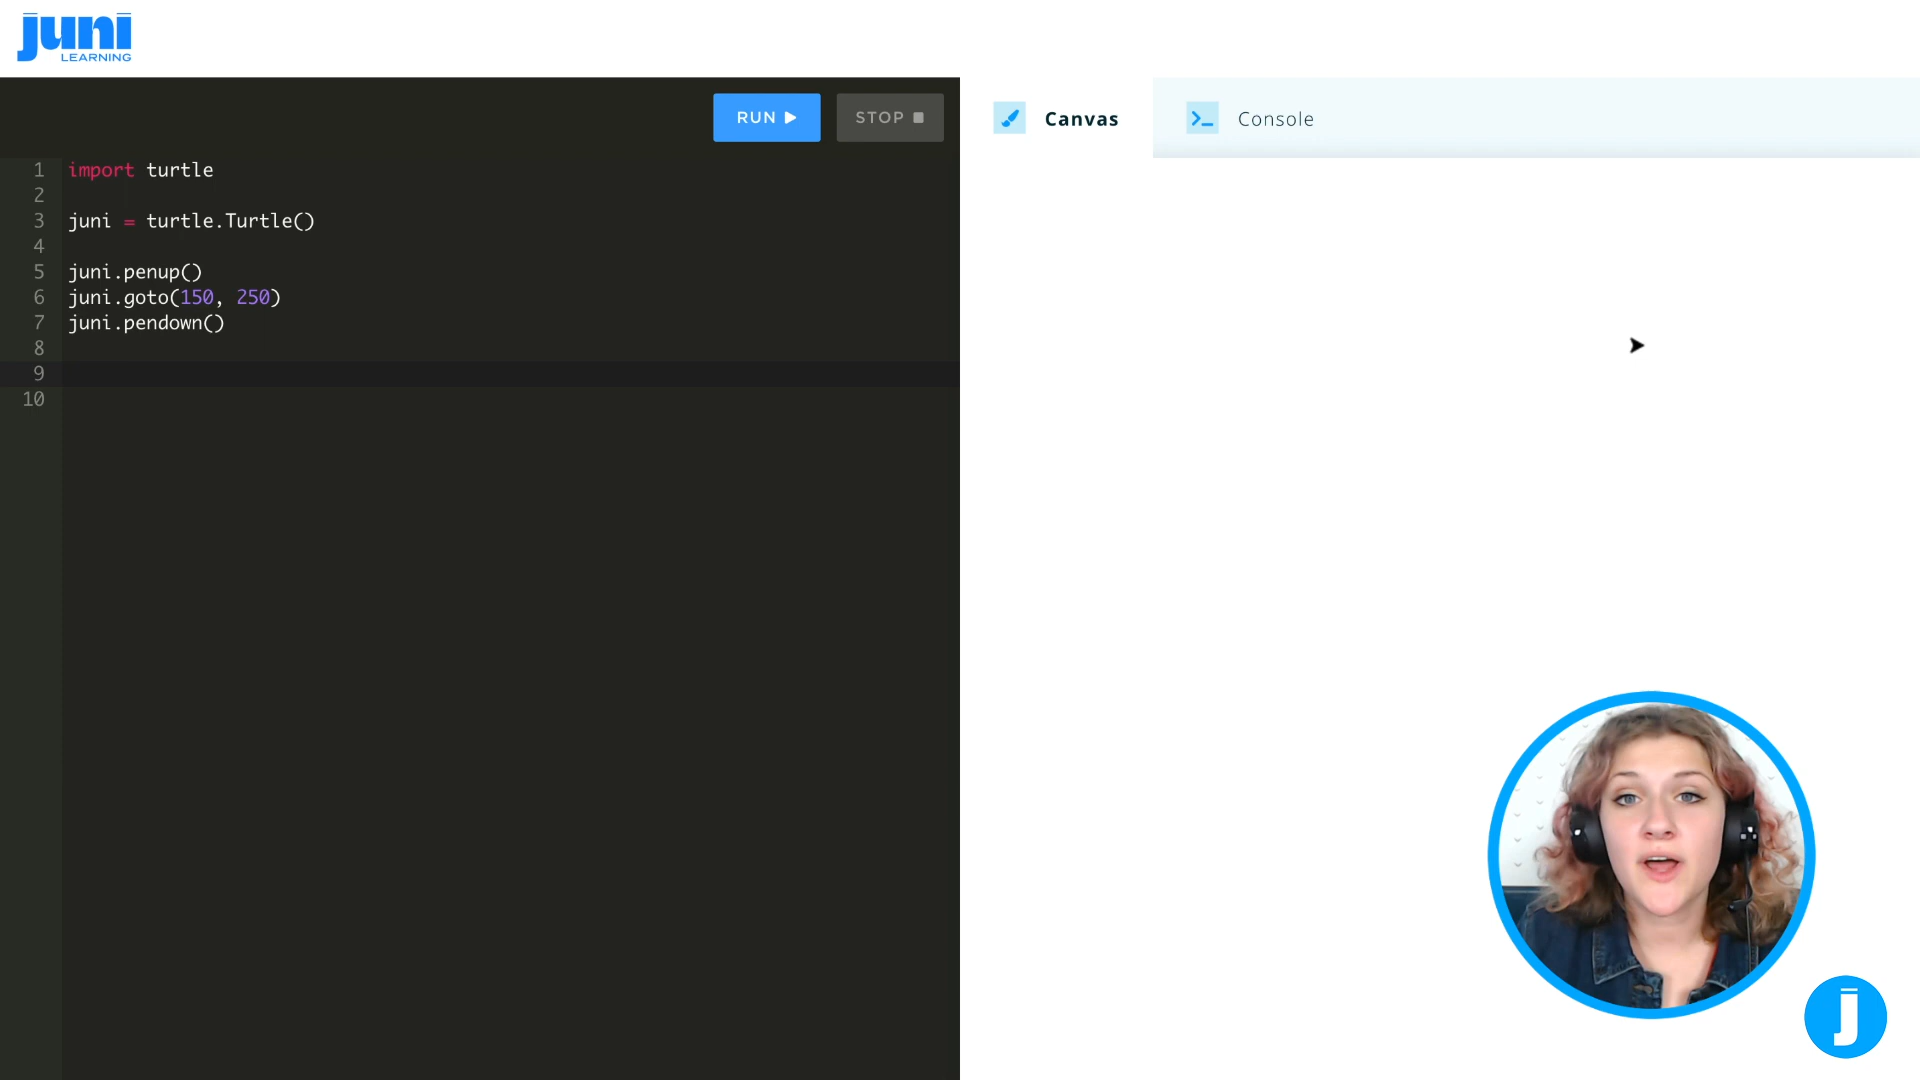 juni
LEARNING
RUN
STOP
Canvas
Console
1 import turtle
2
3 juni = turtle.Turtle()
4
5 juni.penup()
6 juni.goto(150, 250)
7 juni.pendown()
8
9
10
J